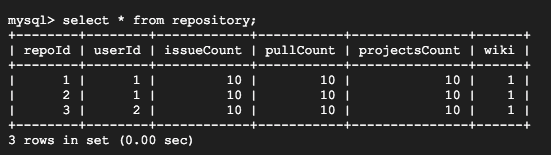 mysql> select * from repository;
+--------+--------+------------+-----------+---------------+------+
| repoId | userId | issueCount | pullCount | projectsCount | wiki |
+--------+--------+------------+-----------+---------------+------+
|      1 |      1 |         10 |        10 |            10 |    1 |
|      2 |      1 |         10 |        10 |            10 |    1 |
|      3 |      2 |         10 |        10 |            10 |    1 |
+--------+--------+------------+-----------+---------------+------+
3 rows in set (0.00 sec)